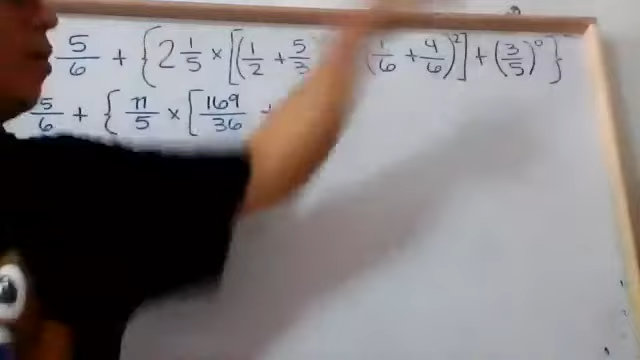 5/6 + { 2 1/5 × [ ( 1/2 + 5/3 ( 1/6 + 4/6 )² ] + ( 3/5 )⁰ }
5/6 + { 11/5 × [ 169/36 +